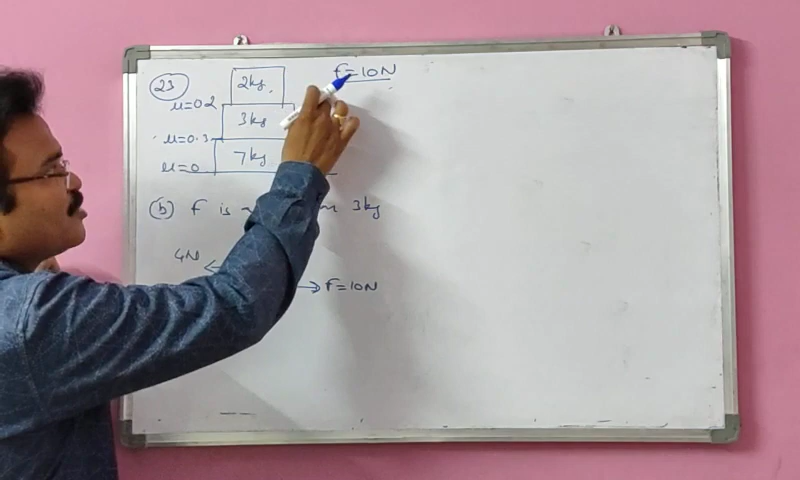 23
F=10N
2kg
μ=0.2
3kg
μ=0.3
7kg
μ=0
(b) F is 3kg
4N
F=10N